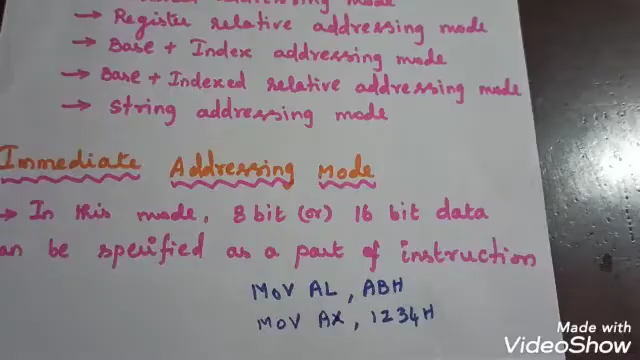 addressing mode
→ Register relative addressing mode
→ Base + Index addressing mode
→ Base + Indexed relative addressing mode
→ String addressing mode
Immediate Addressing Mode
→ In this mode, 8 bit (or) 16 bit data
can be specified as a part of instruction
MOV AL, ABH
MOV AX, 1234H
Made with
VideoShow